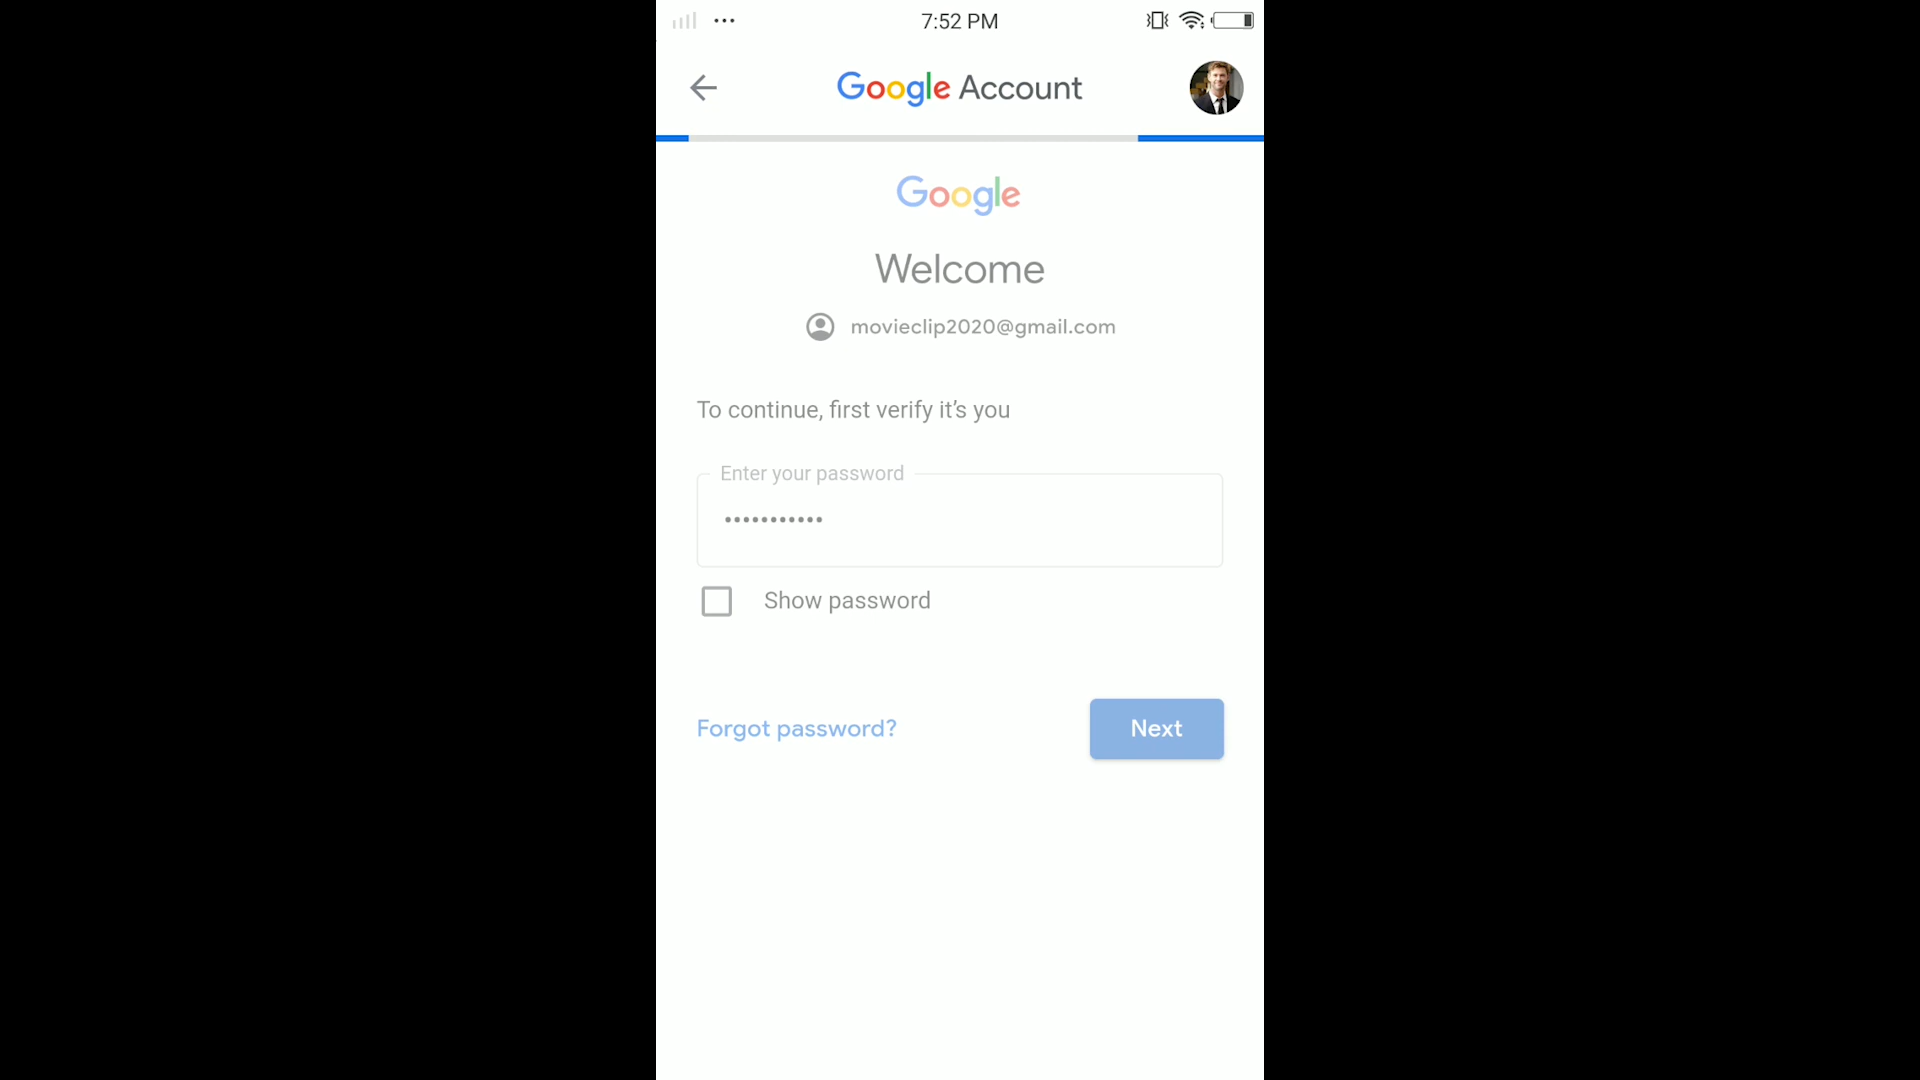 7:52 PM
Google Account
Google
Welcome
movieclip2020@gmail.com
To continue, first verify it’s you
Enter your password
•••••••••••
Show password
Forgot password?
Next